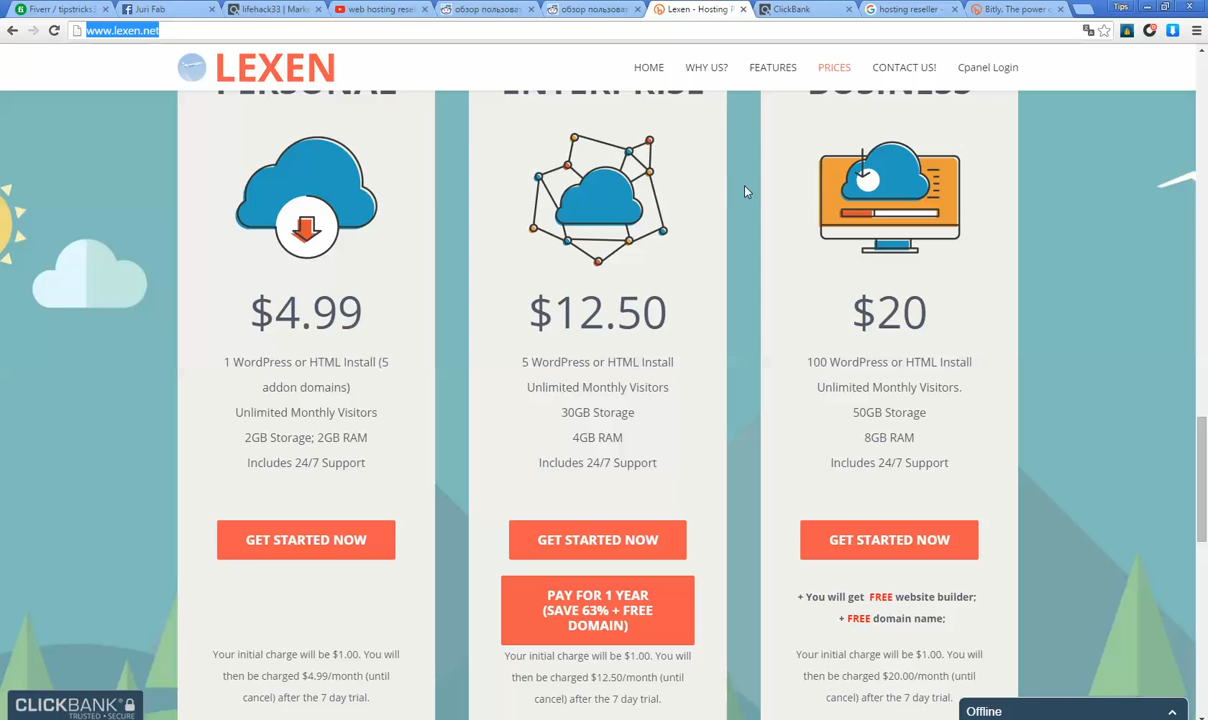 Fiverr / tipstricks.
Juri Fab
lifehack33 | Marks
web hosting resel
обзор пользоват
обзор пользоват
Lexen - Hosting P
ClickBank
hosting reseller -
Bitly. The power o
Tips
www.lexen.net
LEXEN
HOME
WHY US?
FEATURES
PRICES
CONTACT US!
Cpanel Login
PERSONAL
ENTERPRISE
BUSINESS
$4.99
1 WordPress or HTML Install (5
addon domains)
Unlimited Monthly Visitors
2GB Storage; 2GB RAM
Includes 24/7 Support
GET STARTED NOW
Your initial charge will be $1.00. You will
then be charged $4.99/month (until
cancel) after the 7 day trial.
$12.50
5 WordPress or HTML Install
Unlimited Monthly Visitors
30GB Storage
4GB RAM
Includes 24/7 Support
GET STARTED NOW
PAY FOR 1 YEAR
(SAVE 63% + FREE
DOMAIN)
Your initial charge will be $1.00. You will
then be charged $12.50/month (until
cancel) after the 7 day trial.
$20
100 WordPress or HTML Install
Unlimited Monthly Visitors.
50GB Storage
8GB RAM
Includes 24/7 Support
GET STARTED NOW
+ You will get FREE website builder;
+ FREE domain name;
Your initial charge will be $1.00. You will
then be charged $20.00/month (until
cancel) after the 7 day trial.
CLICKBANK
TRUSTED • SECURE
Offline